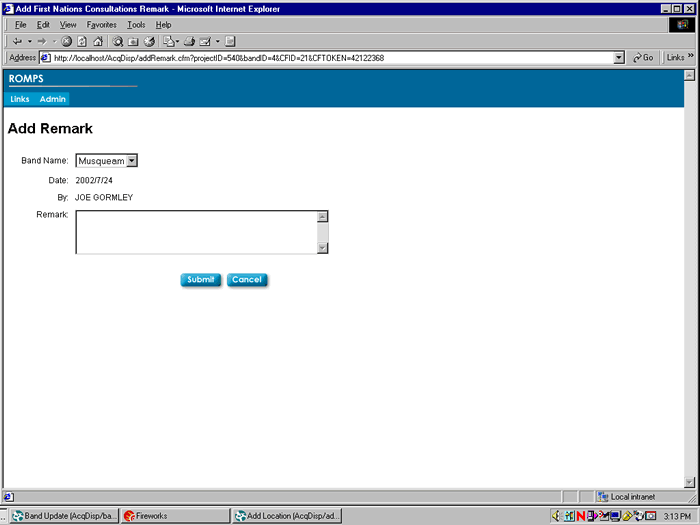 Add First Nations Consultations Remark - Microsoft Internet Explorer
File Edit View Favorites Tools Help
Address http://localhost/AcqDisp/addRemark.cfm?projectID=540&bandID=4&CFID=21&CFTOKEN=42122368 Go Links »
ROMPS
Links Admin
Add Remark
Band Name: Musqueam
Date: 2002/7/24
By: JOE GORMLEY
Remark:
Submit Cancel
Local intranet
Band Update (AcqDisp/ba... Fireworks Add Location (AcqDisp/ad... 3:13 PM